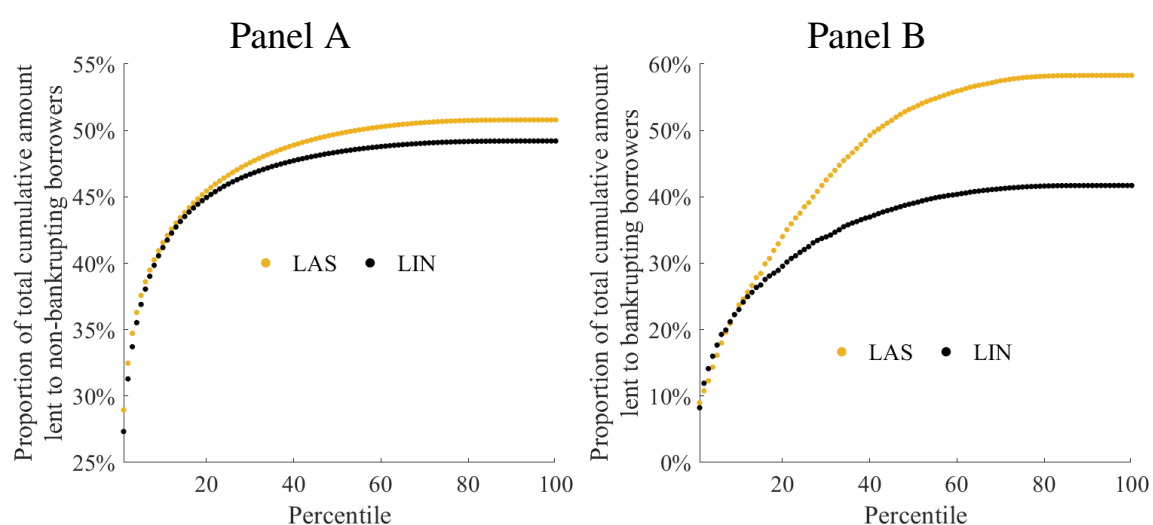 Panel A
Proportion of total cumulative amount
lent to non-bankrupting borrowers
55%
50%
45%
40%
35%
30%
25%
LAS LIN
20 40 60 80 100
Percentile
Panel B
Proportion of total cumulative amount
lent to bankrupting borrowers
60%
50%
40%
30%
20%
10%
0%
LAS LIN
20 40 60 80 100
Percentile